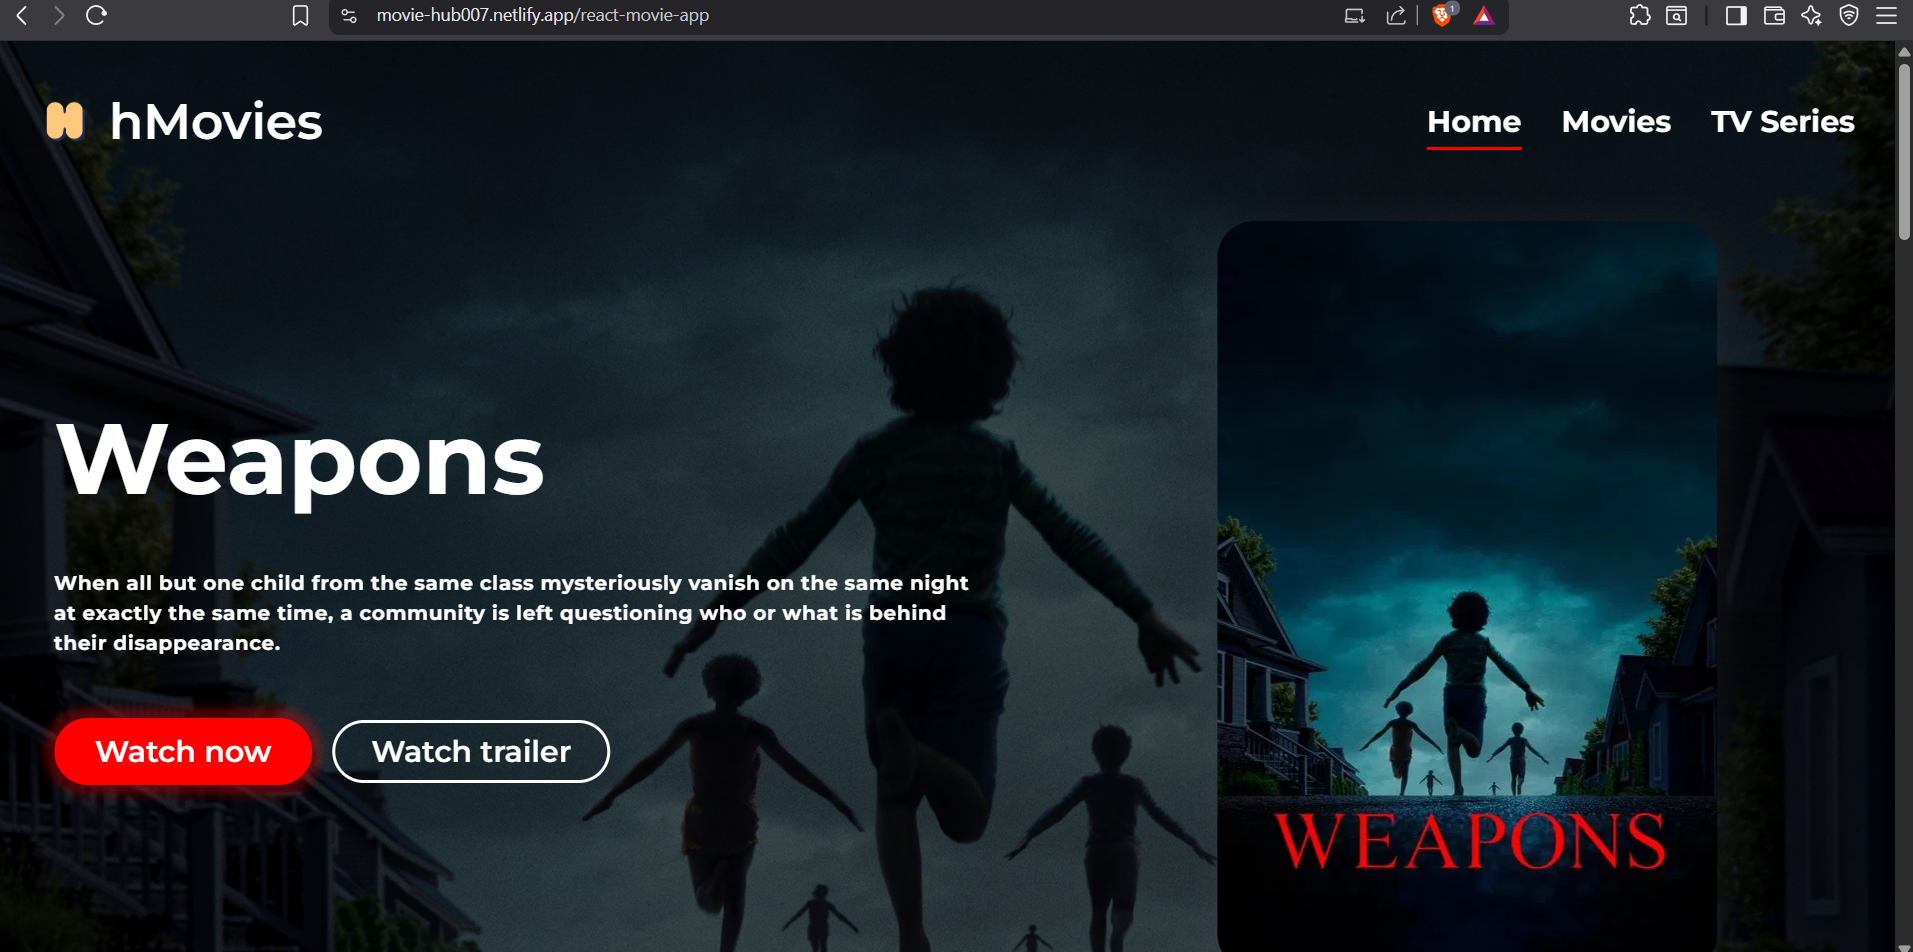 movie-hub007.netlify.app/react-movie-app
1
hMovies
Home Movies TV Series
Weapons
When all but one child from the same class mysteriously vanish on the same night
at exactly the same time, a community is left questioning who or what is behind
their disappearance.
Watch now Watch trailer
WEAPONS